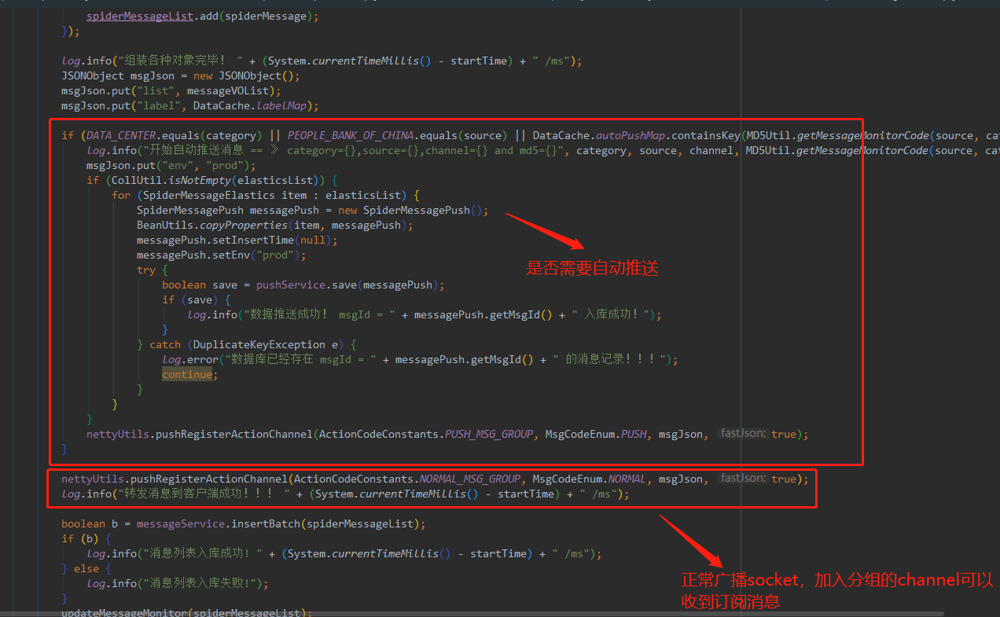 spiderMessageList.add(spiderMessage);
});
log.info("组装各种对象完毕! " + (System.currentTimeMillis() - startTime) + " /ms");
JSONObject msgJson = new JSONObject();
msgJson.put("list", messageVOList);
msgJson.put("label", DataCache.labelMap);
if (DATA_CENTER.equals(category) || PEOPLE_BANK_OF_CHINA.equals(source) || DataCache.autoPushMap.containsKey(MD5Util.getMessageMonitorCode(source, cat
log.info("开始自动推送消息 == 》 category={},source={},channel={} and md5={}", category, source, channel, MD5Util.getMessageMonitorCode(source, cat
msgJson.put("env", "prod");
if (CollUtil.isNotEmpty(elasticsList)) {
for (SpiderMessageElastics item : elasticsList) {
SpiderMessagePush messagePush = new SpiderMessagePush();
BeanUtils.copyProperties(item, messagePush);
messagePush.setInsertTime(null);
messagePush.setEnv("prod");
是否需要自动推送
try {
boolean save = pushService.save(messagePush);
if (save) {
log.info("数据推送成功! msgId = " + messagePush.getMsgId() + " 入库成功!");
}
} catch (DuplicateKeyException e) {
log.error("数据库已经存在 msgId = " + messagePush.getMsgId() + " 的消息记录!!!");
continue;
}
}
}
nettyUtils.pushRegisterActionChannel(ActionCodeConstants.PUSH_MSG_GROUP, MsgCodeEnum.PUSH, msgJson, fastJson: true);
}
nettyUtils.pushRegisterActionChannel(ActionCodeConstants.NORMAL_MSG_GROUP, MsgCodeEnum.NORMAL, msgJson, fastJson: true);
log.info("转发消息到客户端成功!!! " + (System.currentTimeMillis() - startTime) + " /ms");
boolean b = messageService.insertBatch(spiderMessageList);
if (b) {
log.info("消息列表入库成功! " + (System.currentTimeMillis() - startTime) + " /ms");
} else {
log.info("消息列表入库失败!");
}
正常广播socket，加入分组的channel可以
收到订阅消息
updateMessageMonitor(spiderMessageList);